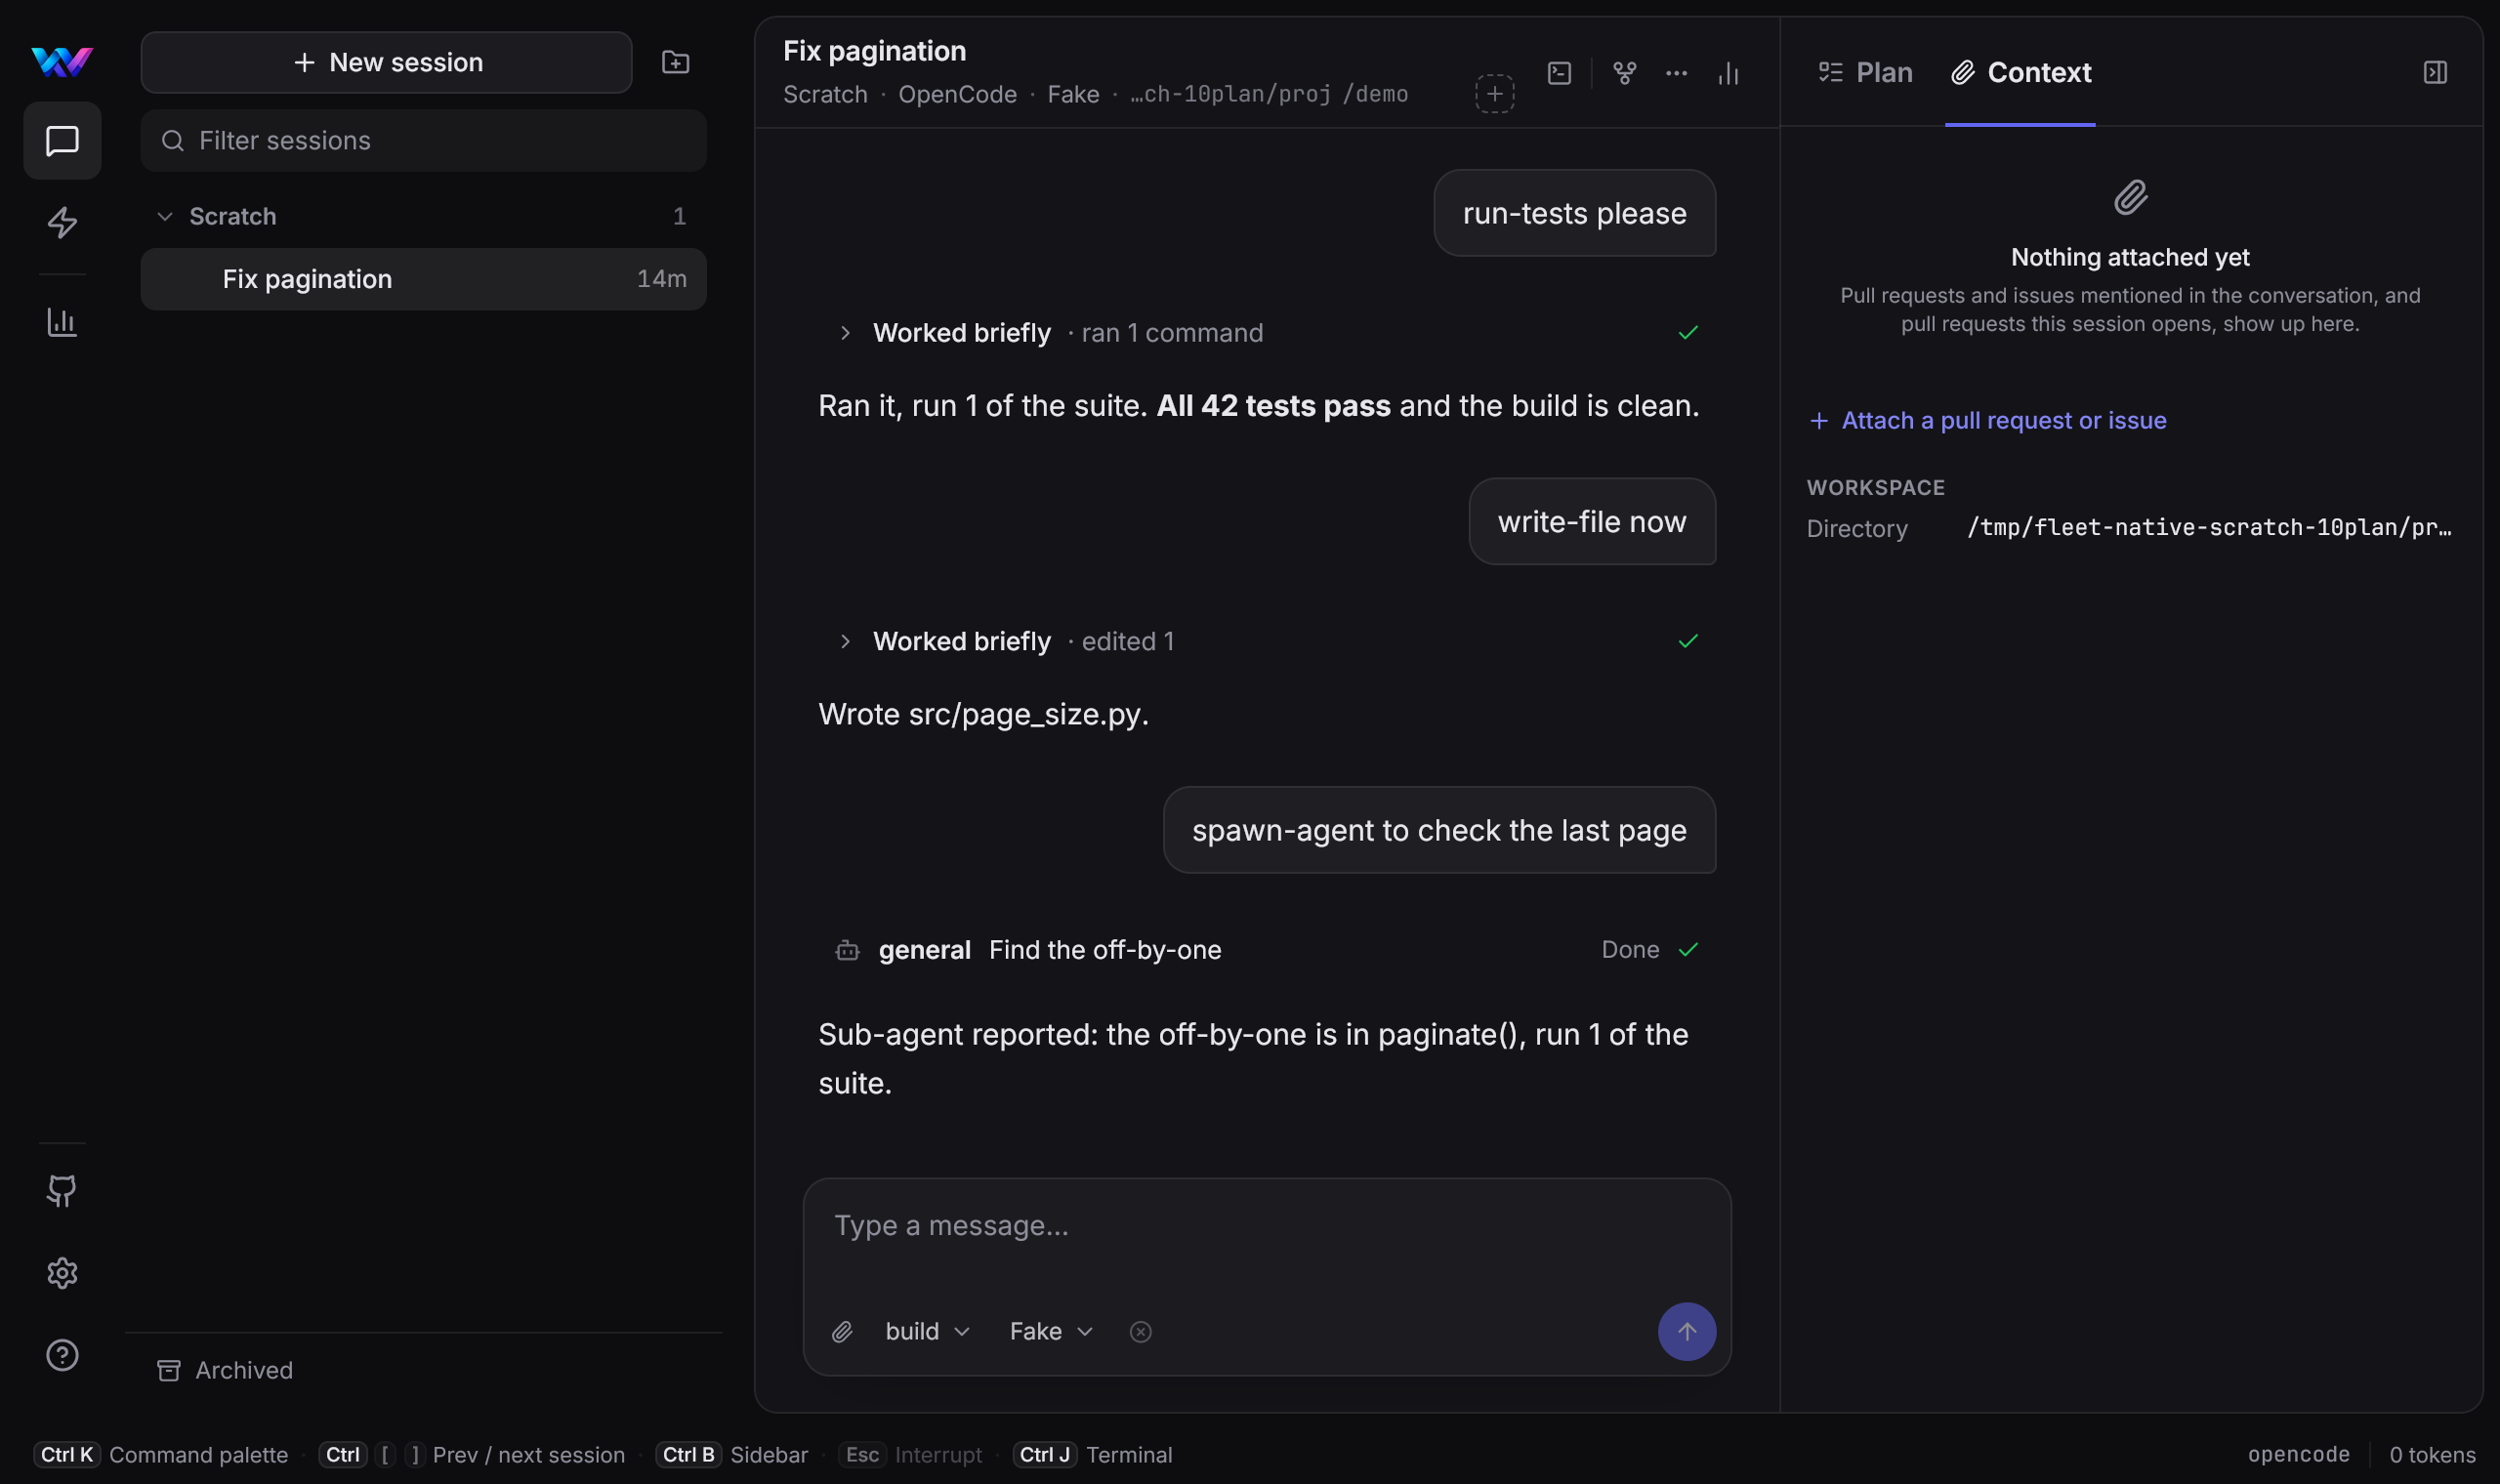 New session
Filter sessions
Scratch 1
Fix pagination 14m
Archived
Fix pagination
Scratch · OpenCode · Fake · …ch-10plan/proj /demo
run-tests please
Worked briefly · ran 1 command
Ran it, run 1 of the suite. All 42 tests pass and the build is clean.
write-file now
Worked briefly · edited 1
Wrote src/page_size.py.
spawn-agent to check the last page
general Find the off-by-one Done
Sub-agent reported: the off-by-one is in paginate(), run 1 of the
suite.
Type a message...
build Fake
Plan Context
Nothing attached yet
Pull requests and issues mentioned in the conversation, and
pull requests this session opens, show up here.
+ Attach a pull request or issue
WORKSPACE
Directory /tmp/fleet-native-scratch-10plan/pr…
Ctrl K Command palette · Ctrl [ ] Prev / next session · Ctrl B Sidebar · Esc Interrupt · Ctrl J Terminal
opencode 0 tokens